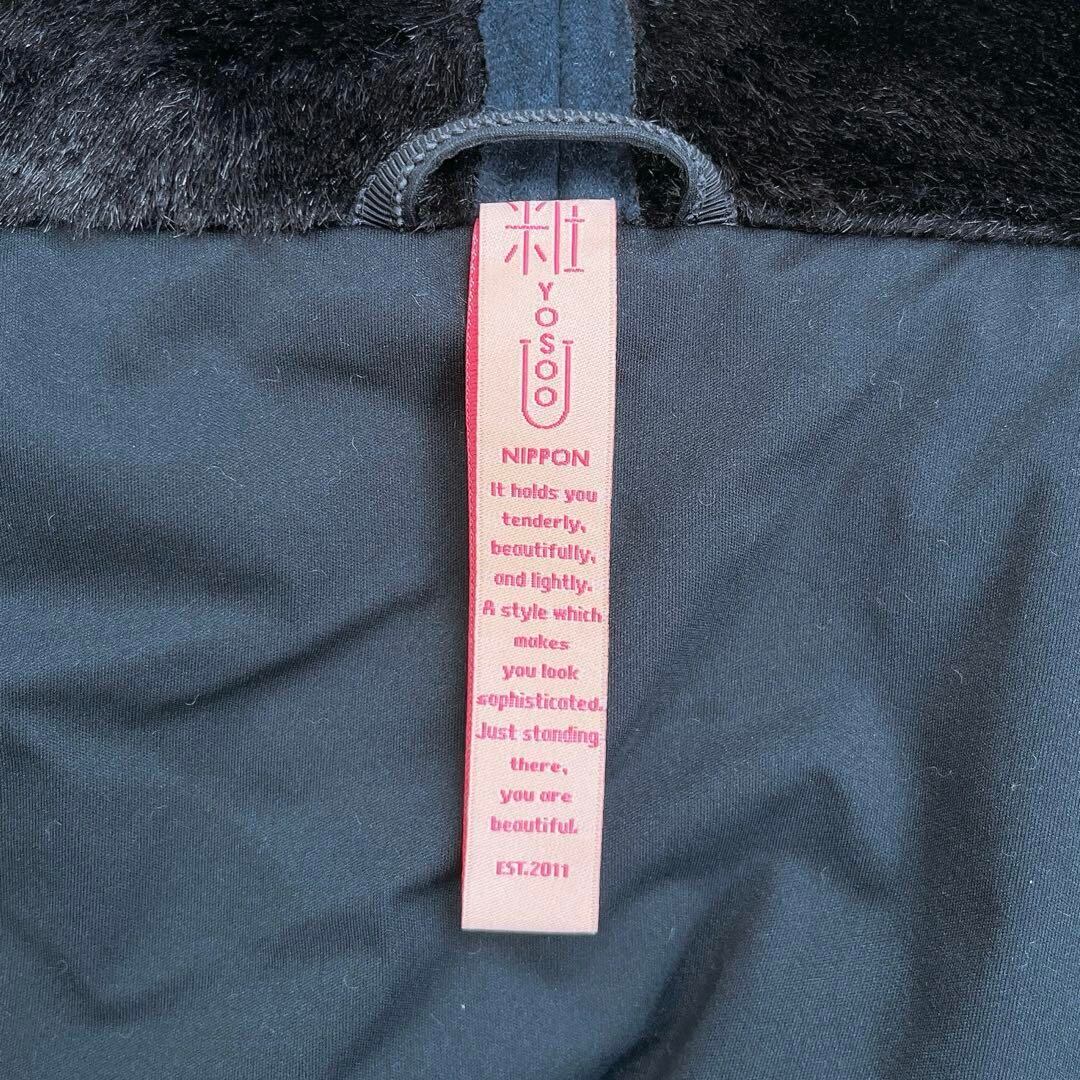 YOSOO
NIPPON
It holds you
tenderly,
beautifully,
and lightly.
A style which
makes
you look
sophisticated.
Just standing
there,
you are
beautiful.
EST.2011